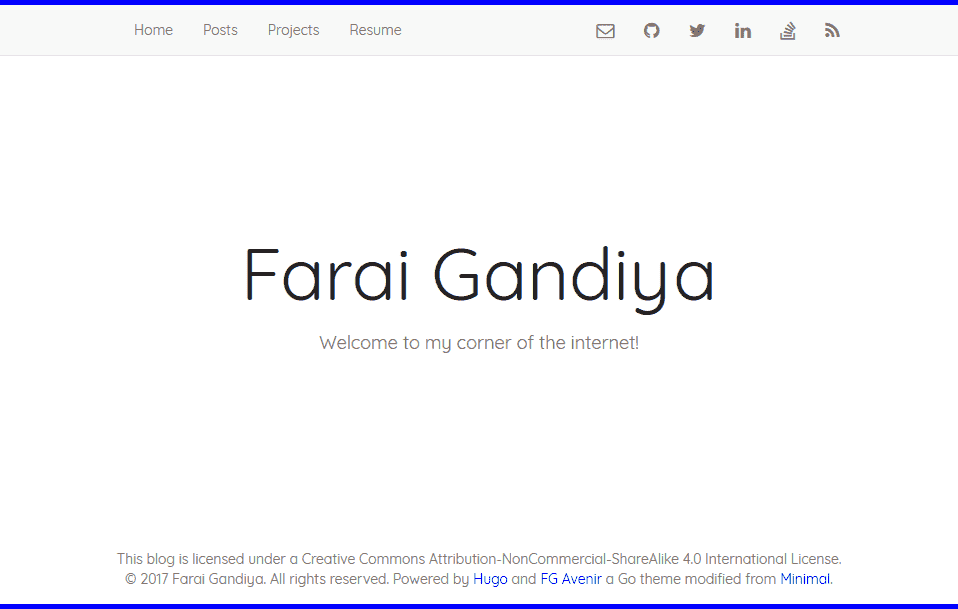 Home Posts Projects Resume
Farai Gandiya
Welcome to my corner of the internet!
This blog is licensed under a Creative Commons Attribution-NonCommercial-ShareAlike 4.0 International License.
© 2017 Farai Gandiya. All rights reserved. Powered by Hugo and FG Avenir a Go theme modified from Minimal.